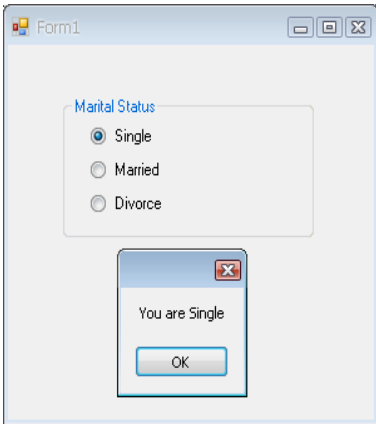 Form1
Marital Status
Single
Married
Divorce
You are Single
OK